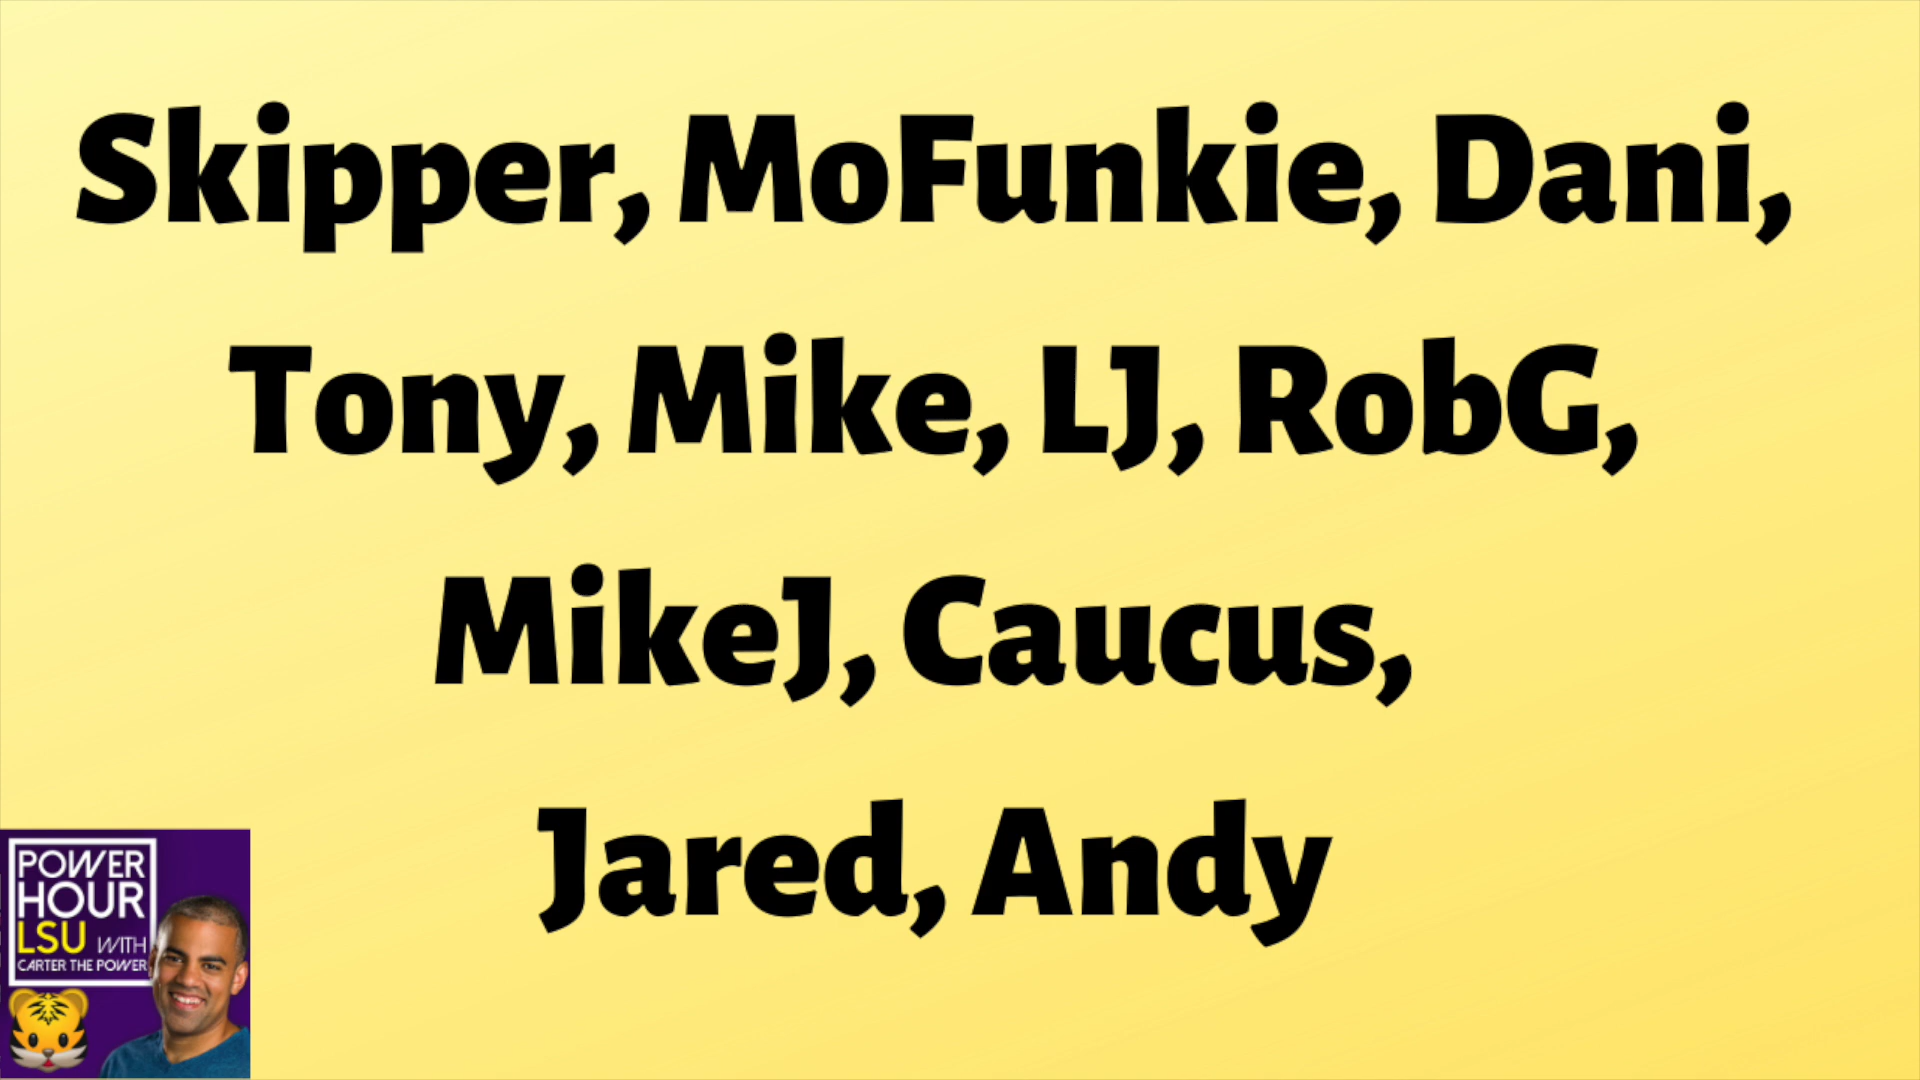 Skipper, MoFunkie, Dani,
Tony, Mike, LJ, RobG,
MikeJ, Caucus,
Jared, Andy
POWER
HOUR
LSU WITH
CARTER THE POWER